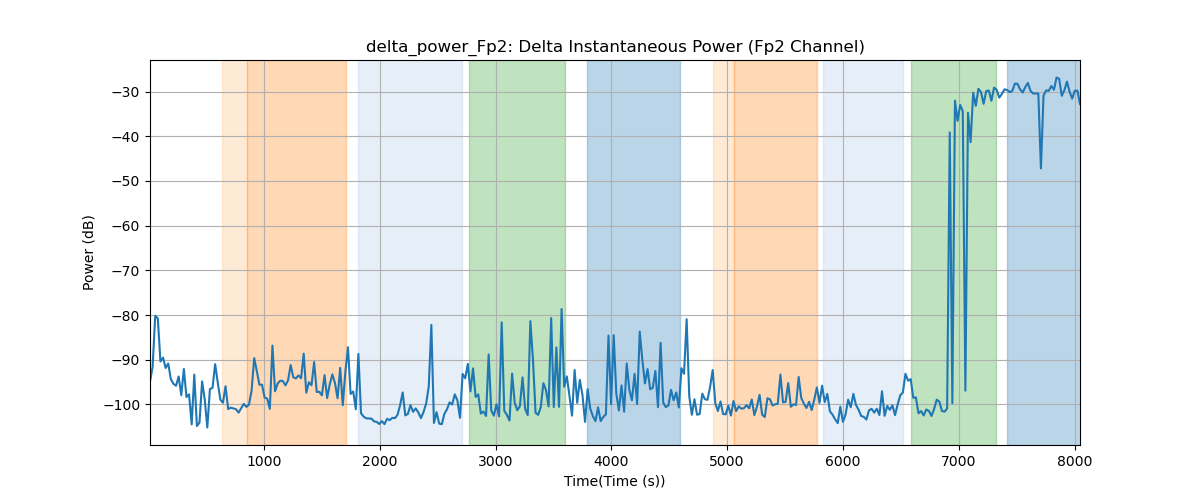 delta_power_Fp2: Delta Instantaneous Power (Fp2 Channel)
Power (dB)
−30
−40
−50
−60
−70
−80
−90
−100
1000 2000 3000 4000 5000 6000 7000 8000
Time(Time (s))